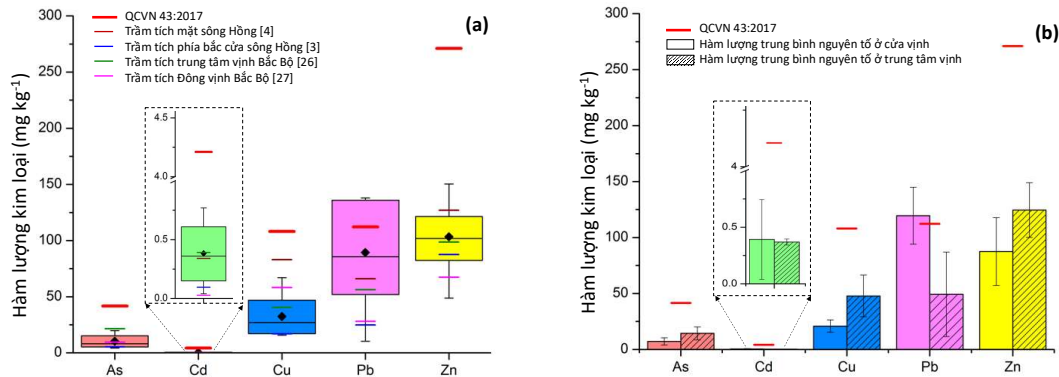 (a)
QCVN 43:2017
Trầm tích mặt sông Hồng [4]
Trầm tích phía bắc cửa sông Hồng [3]
Trầm tích trung tâm vịnh Bắc Bộ [26]
Trầm tích Đông vịnh Bắc Bộ [27]
Hàm lượng kim loại (mg kg⁻¹)
300
250
200
150
100
50
0
4.5
4.0
0.5
0.0
As Cd Cu Pb Zn
(b)
QCVN 43:2017
Hàm lượng trung bình nguyên tố ở cửa vịnh
Hàm lượng trung bình nguyên tố ở trung tâm vịnh
Hàm lượng kim loại (mg kg⁻¹)
300
250
200
150
100
50
0
4
0.5
0.0
As Cd Cu Pb Zn